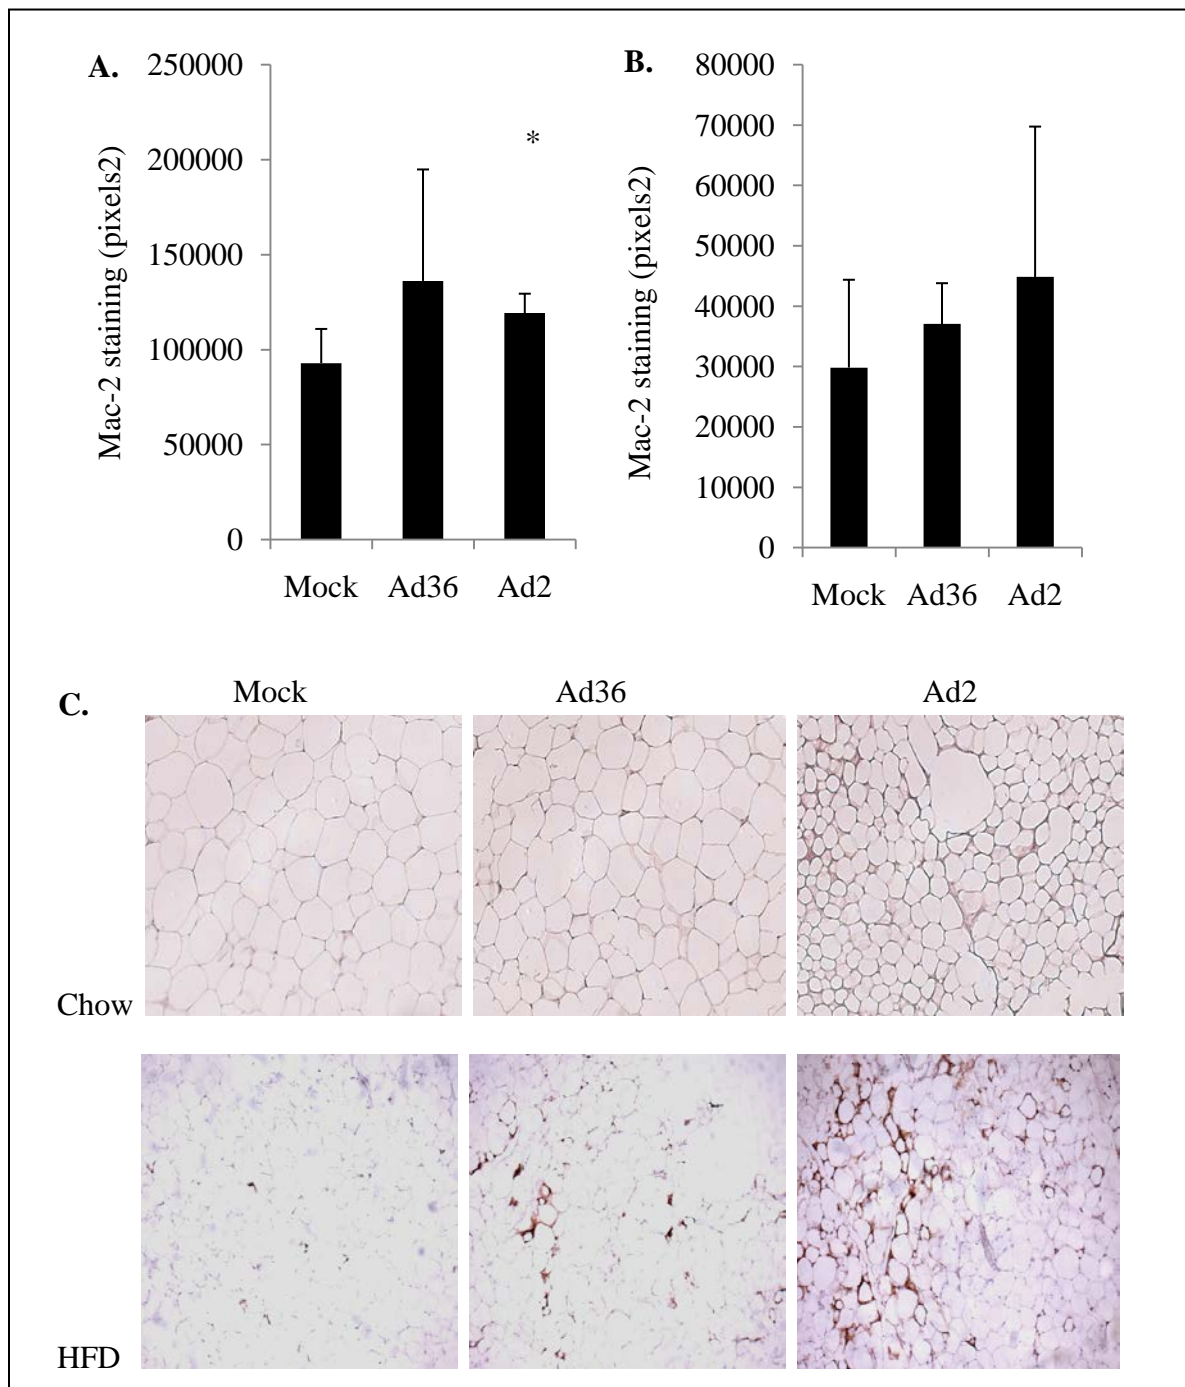 A.
250000
200000
150000
100000
50000
0
Mac-2 staining (pixels2)
*
Mock Ad36 Ad2
B.
80000
70000
60000
50000
40000
30000
20000
10000
0
Mac-2 staining (pixels2)
Mock Ad36 Ad2
C.
Mock Ad36 Ad2
Chow
HFD